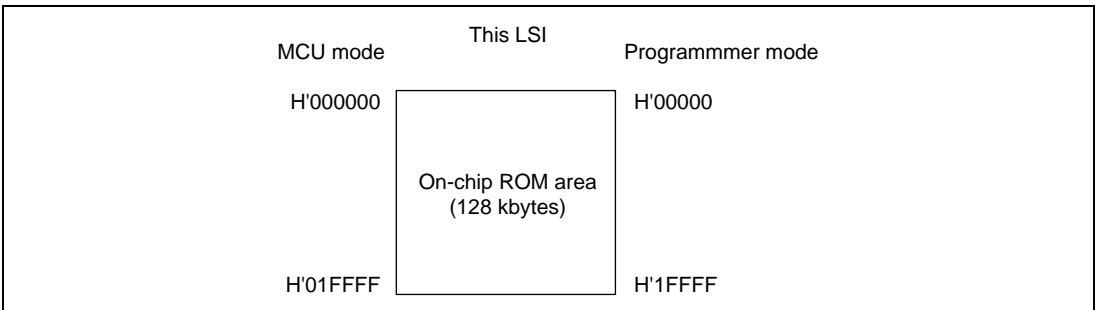 This LSI
MCU mode
Programmmer mode
H'000000
H'00000
On-chip ROM area
(128 kbytes)
H'01FFFF
H'1FFFF